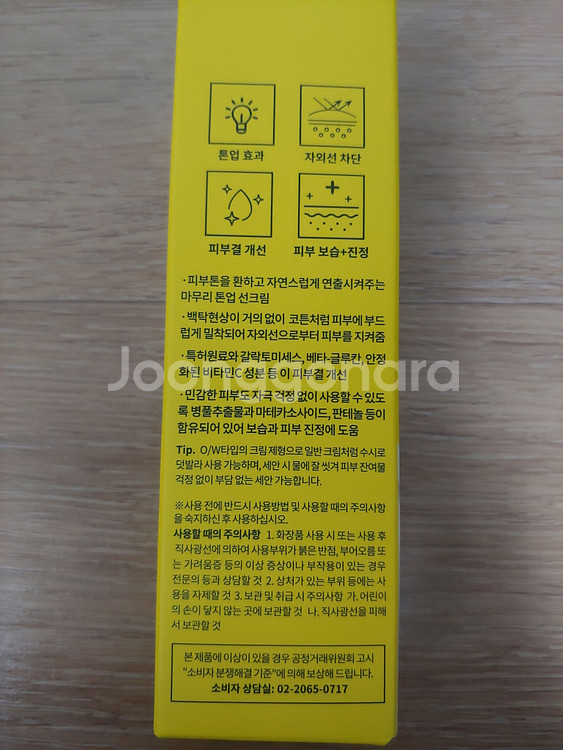 톤업 효과
자외선 차단
피부결 개선
피부 보습+진정
·피부톤을 환하고 자연스럽게 연출시켜주는
마무리 톤업 선크림
·백탁현상이 거의 없이 코튼처럼 피부에 부드
럽게 밀착되어 자외선으로부터 피부를 지켜줌
·특허원료와 갈락토미세스, 베타-글루칸, 안정
화된 비타민C 성분 등이 피부결 개선
Joonggonara
·민감한 피부도 자극 걱정 없이 사용할 수 있도
록 병풀추출물과 마데카소사이드, 판테놀 등이
함유되어 있어 보습과 피부 진정에 도움
Tip. O/W타입의 크림 제형으로 일반 크림처럼 수시로
덧발라 사용 가능하며, 세안 시 물에 잘 씻겨 피부 잔여물
걱정 없이 부담 없는 세안 가능합니다.
※사용 전에 반드시 사용방법 및 사용할 때의 주의사항
을 숙지하신 후 사용하십시오.
사용할 때의 주의사항 1. 화장품 사용 시 또는 사용 후
직사광선에 의하여 사용부위가 붉은 반점, 부어오름 또
는 가려움증 등의 이상 증상이나 부작용이 있는 경우
전문의 등과 상담할 것 2. 상처가 있는 부위 등에는 사
용을 자제할 것 3. 보관 및 취급 시 주의사항 가. 어린이
의 손이 닿지 않는 곳에 보관할 것 나. 직사광선을 피해
서 보관할 것
본 제품에 이상이 있을 경우 공정거래위원회 고시
"소비자 분쟁해결 기준"에 의해 보상해 드립니다.
소비자 상담실: 02-2065-0717